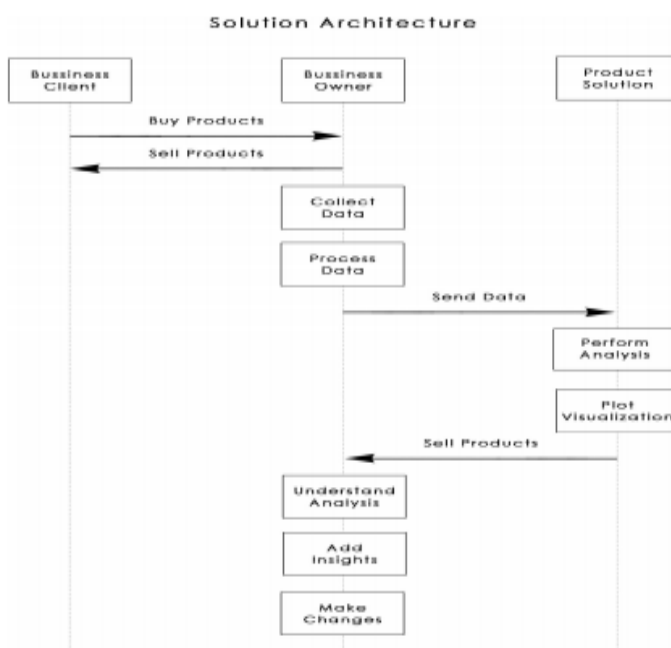 Solution Architecture
Bussiness
Client
Bussiness
Owner
Product
Solution
Buy Products
Sell Products
Collect
Data
Process
Data
Send Data
Perform
Analysis
Plot
Visualization
Sell Products
Understand
Analysis
Add
Insights
Make
Changes